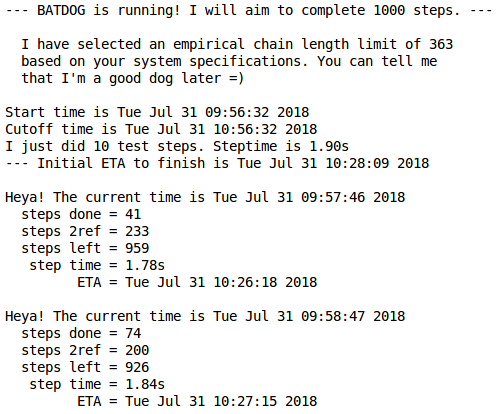 --- BATDOG is running! I will aim to complete 1000 steps. ---
I have selected an empirical chain length limit of 363
based on your system specifications. You can tell me
that I'm a good dog later =)
Start time is Tue Jul 31 09:56:32 2018
Cutoff time is Tue Jul 31 10:56:32 2018
I just did 10 test steps. Steptime is 1.90s
--- Initial ETA to finish is Tue Jul 31 10:28:09 2018
Heya! The current time is Tue Jul 31 09:57:46 2018
steps done = 41
steps 2ref = 233
steps left = 959
step time = 1.78s
ETA = Tue Jul 31 10:26:18 2018
Heya! The current time is Tue Jul 31 09:58:47 2018
steps done = 74
steps 2ref = 200
steps left = 926
step time = 1.84s
ETA = Tue Jul 31 10:27:15 2018